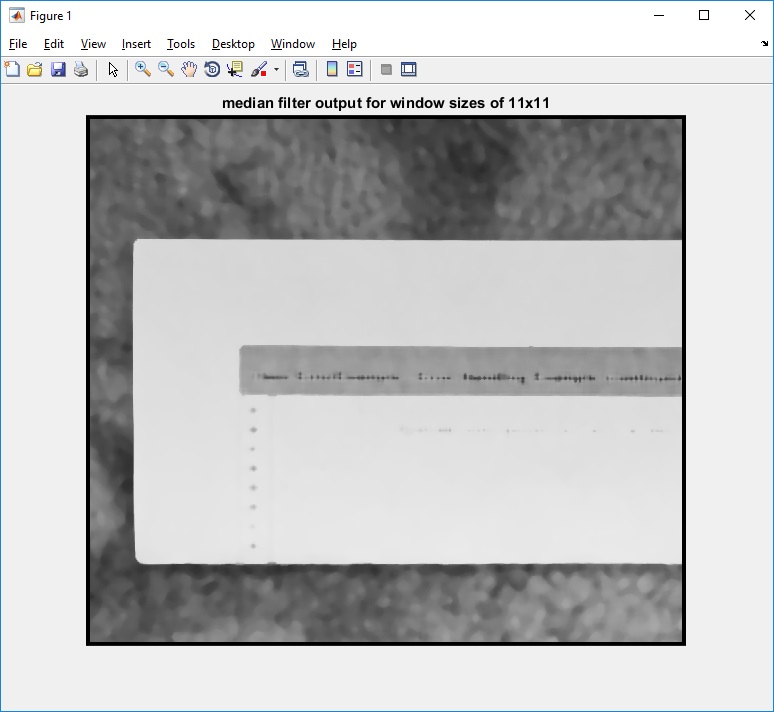 Figure 1
File Edit View Insert Tools Desktop Window Help
median filter output for window sizes of 11x11